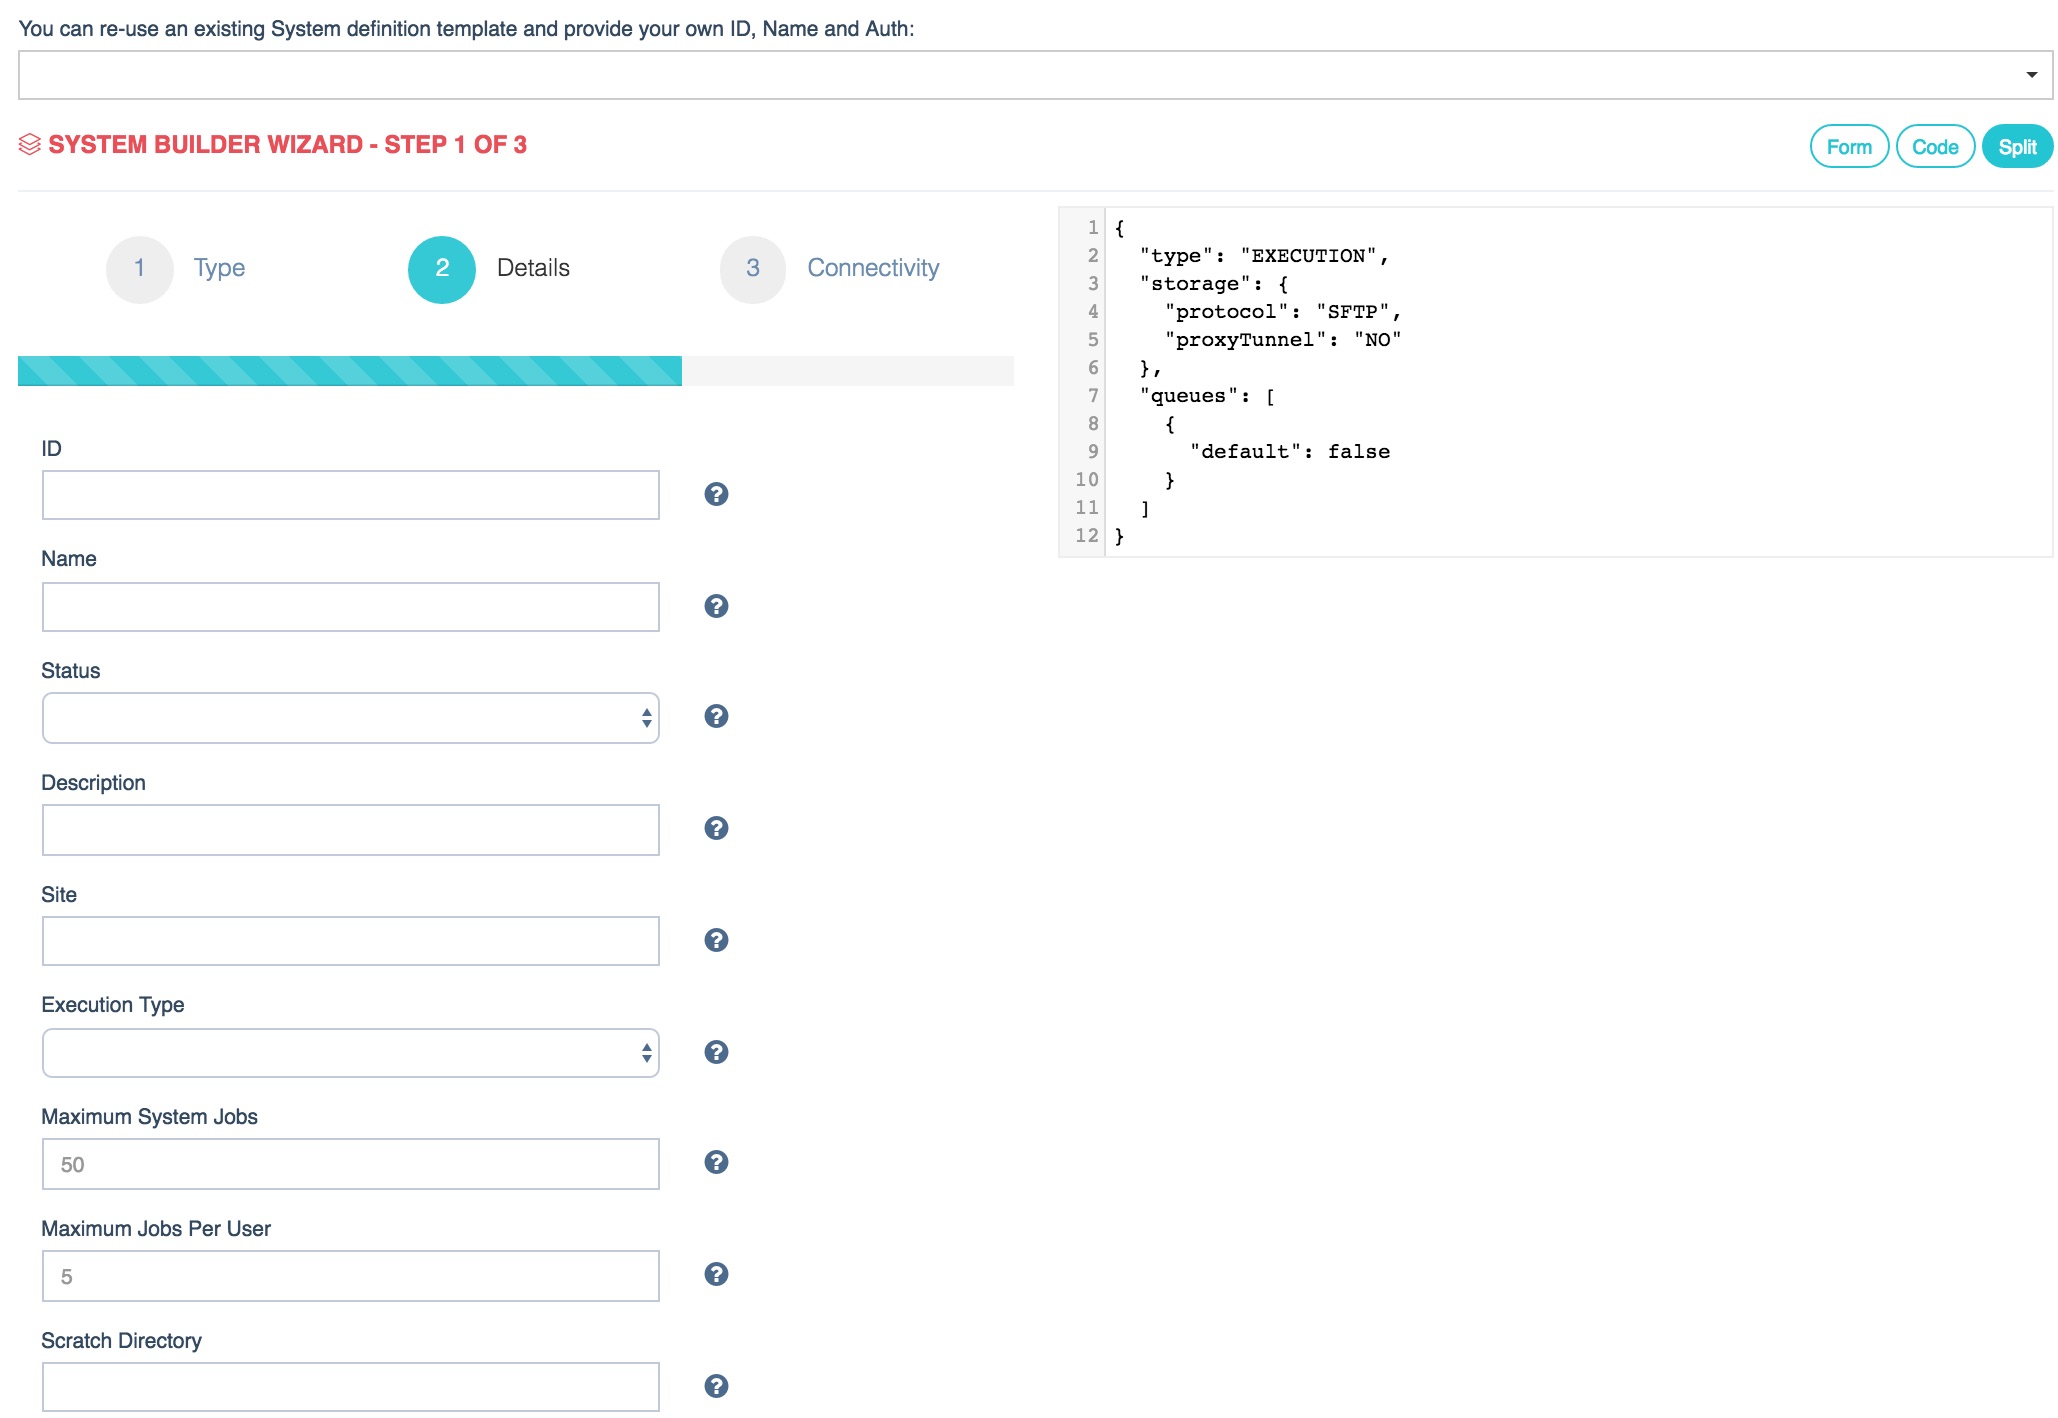 You can re-use an existing System definition template and provide your own ID, Name and Auth:
SYSTEM BUILDER WIZARD - STEP 1 OF 3
Form Code Split
1 Type 2 Details 3 Connectivity
ID
?
Name
?
Status
?
Description
?
Site
?
Execution Type
?
Maximum System Jobs
50
?
Maximum Jobs Per User
5
?
Scratch Directory
?
1 {
2   "type": "EXECUTION",
3   "storage": {
4     "protocol": "SFTP",
5     "proxyTunnel": "NO"
6   },
7   "queues": [
8     {
9       "default": false
10     }
11   ]
12 }